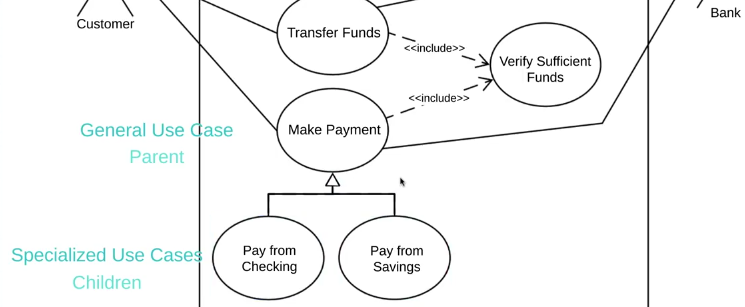 Customer
Bank
Transfer Funds
<<include>>
Verify Sufficient
Funds
<<include>>
Make Payment
General Use Case
Parent
Specialized Use Cases
Children
Pay from
Checking
Pay from
Savings